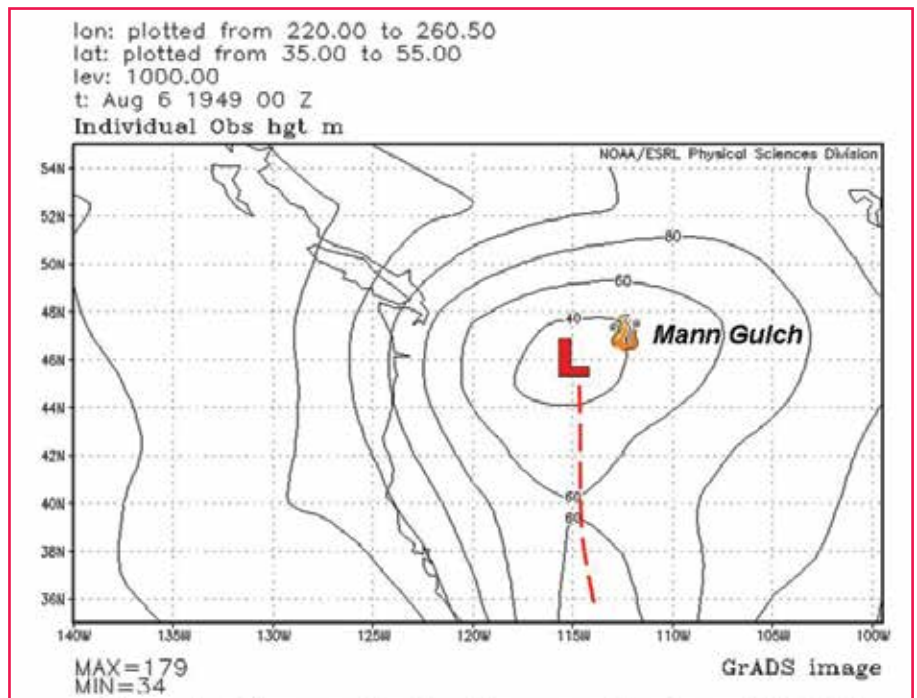 lon: plotted from 220.00 to 260.50
lat: plotted from 35.00 to 55.00
lev: 1000.00
t: Aug 6 1949 00 Z
Individual Obs hgt m
NOAA/ESRL Physical Sciences Division
54N
52N
50N
48N
46N
44N
42N
40N
38N
36N
80
60
40
Mann Gulch
L
60
60
140W 135W 130W 125W 120W 115W 110W 105W 100W
MAX=179
MIN=34
GrADS image